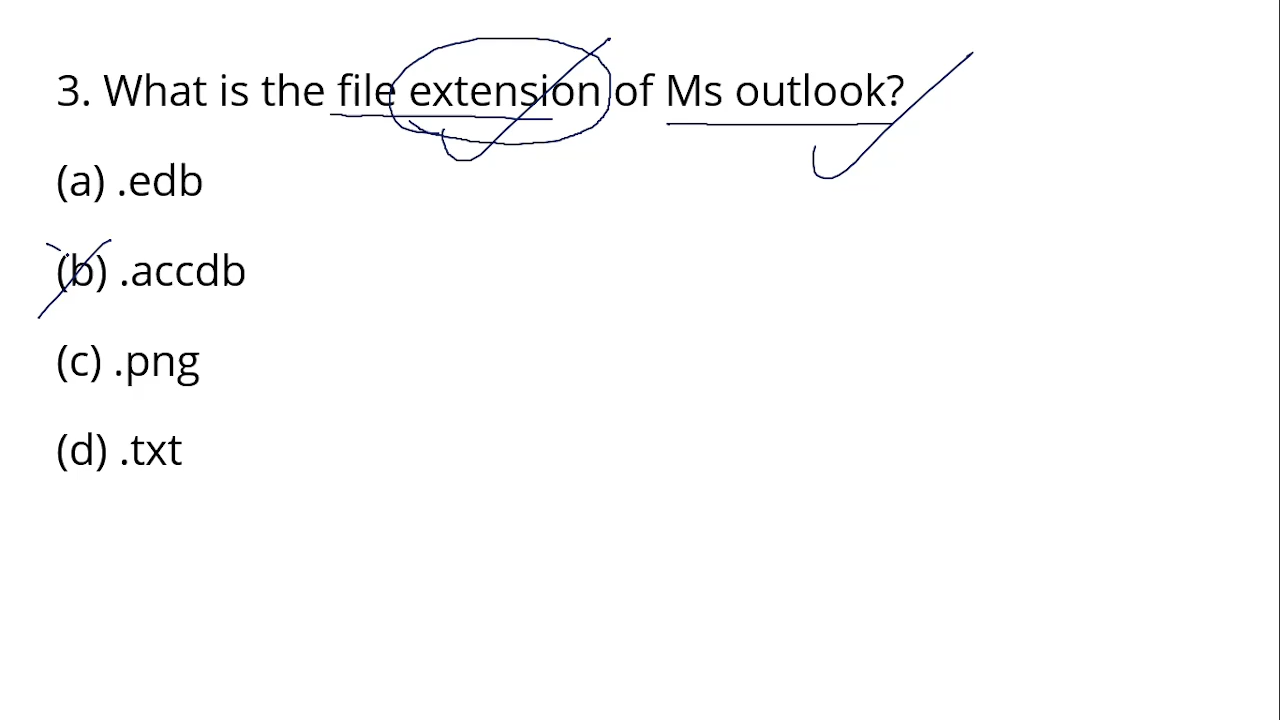 3. What is the file extension of Ms outlook?
(a) .edb
(b) .accdb
(c) .png
(d) .txt